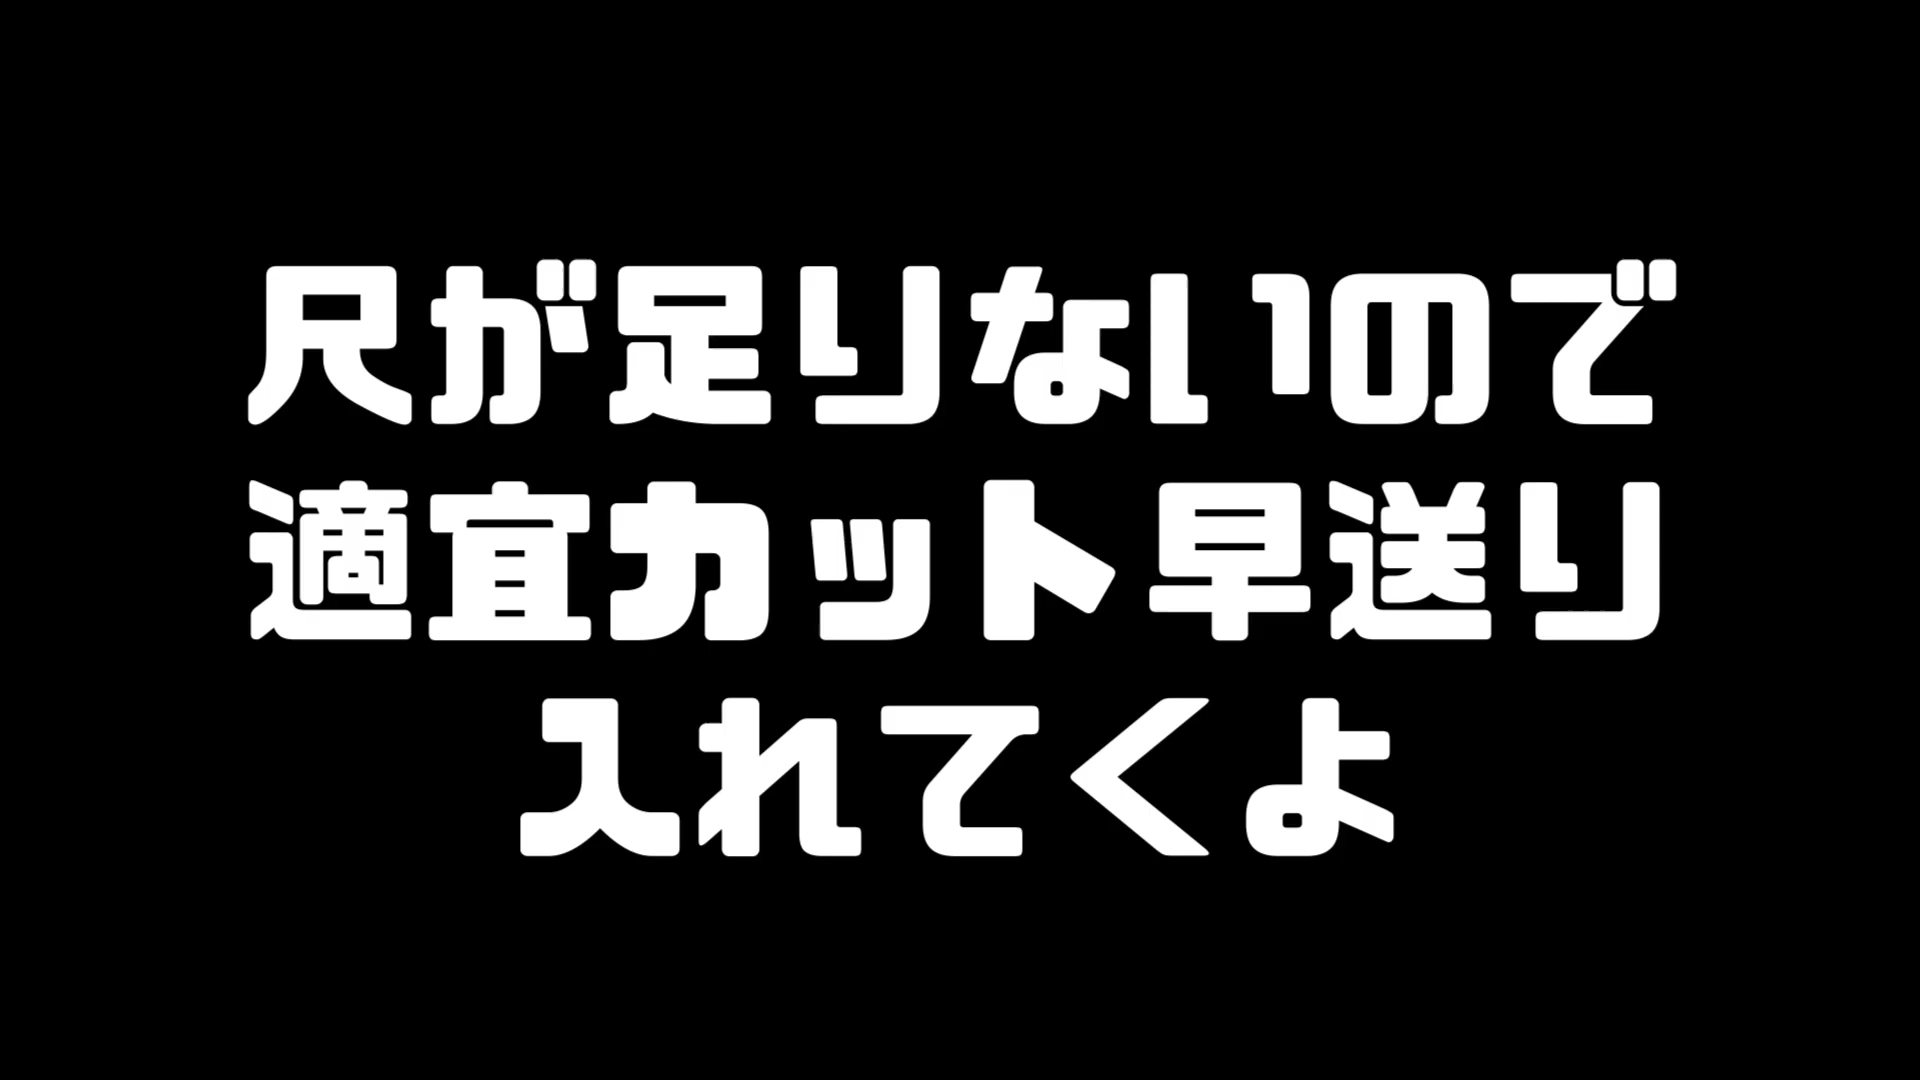 尺が足りないので
適宜カット早送り
入れてくよ